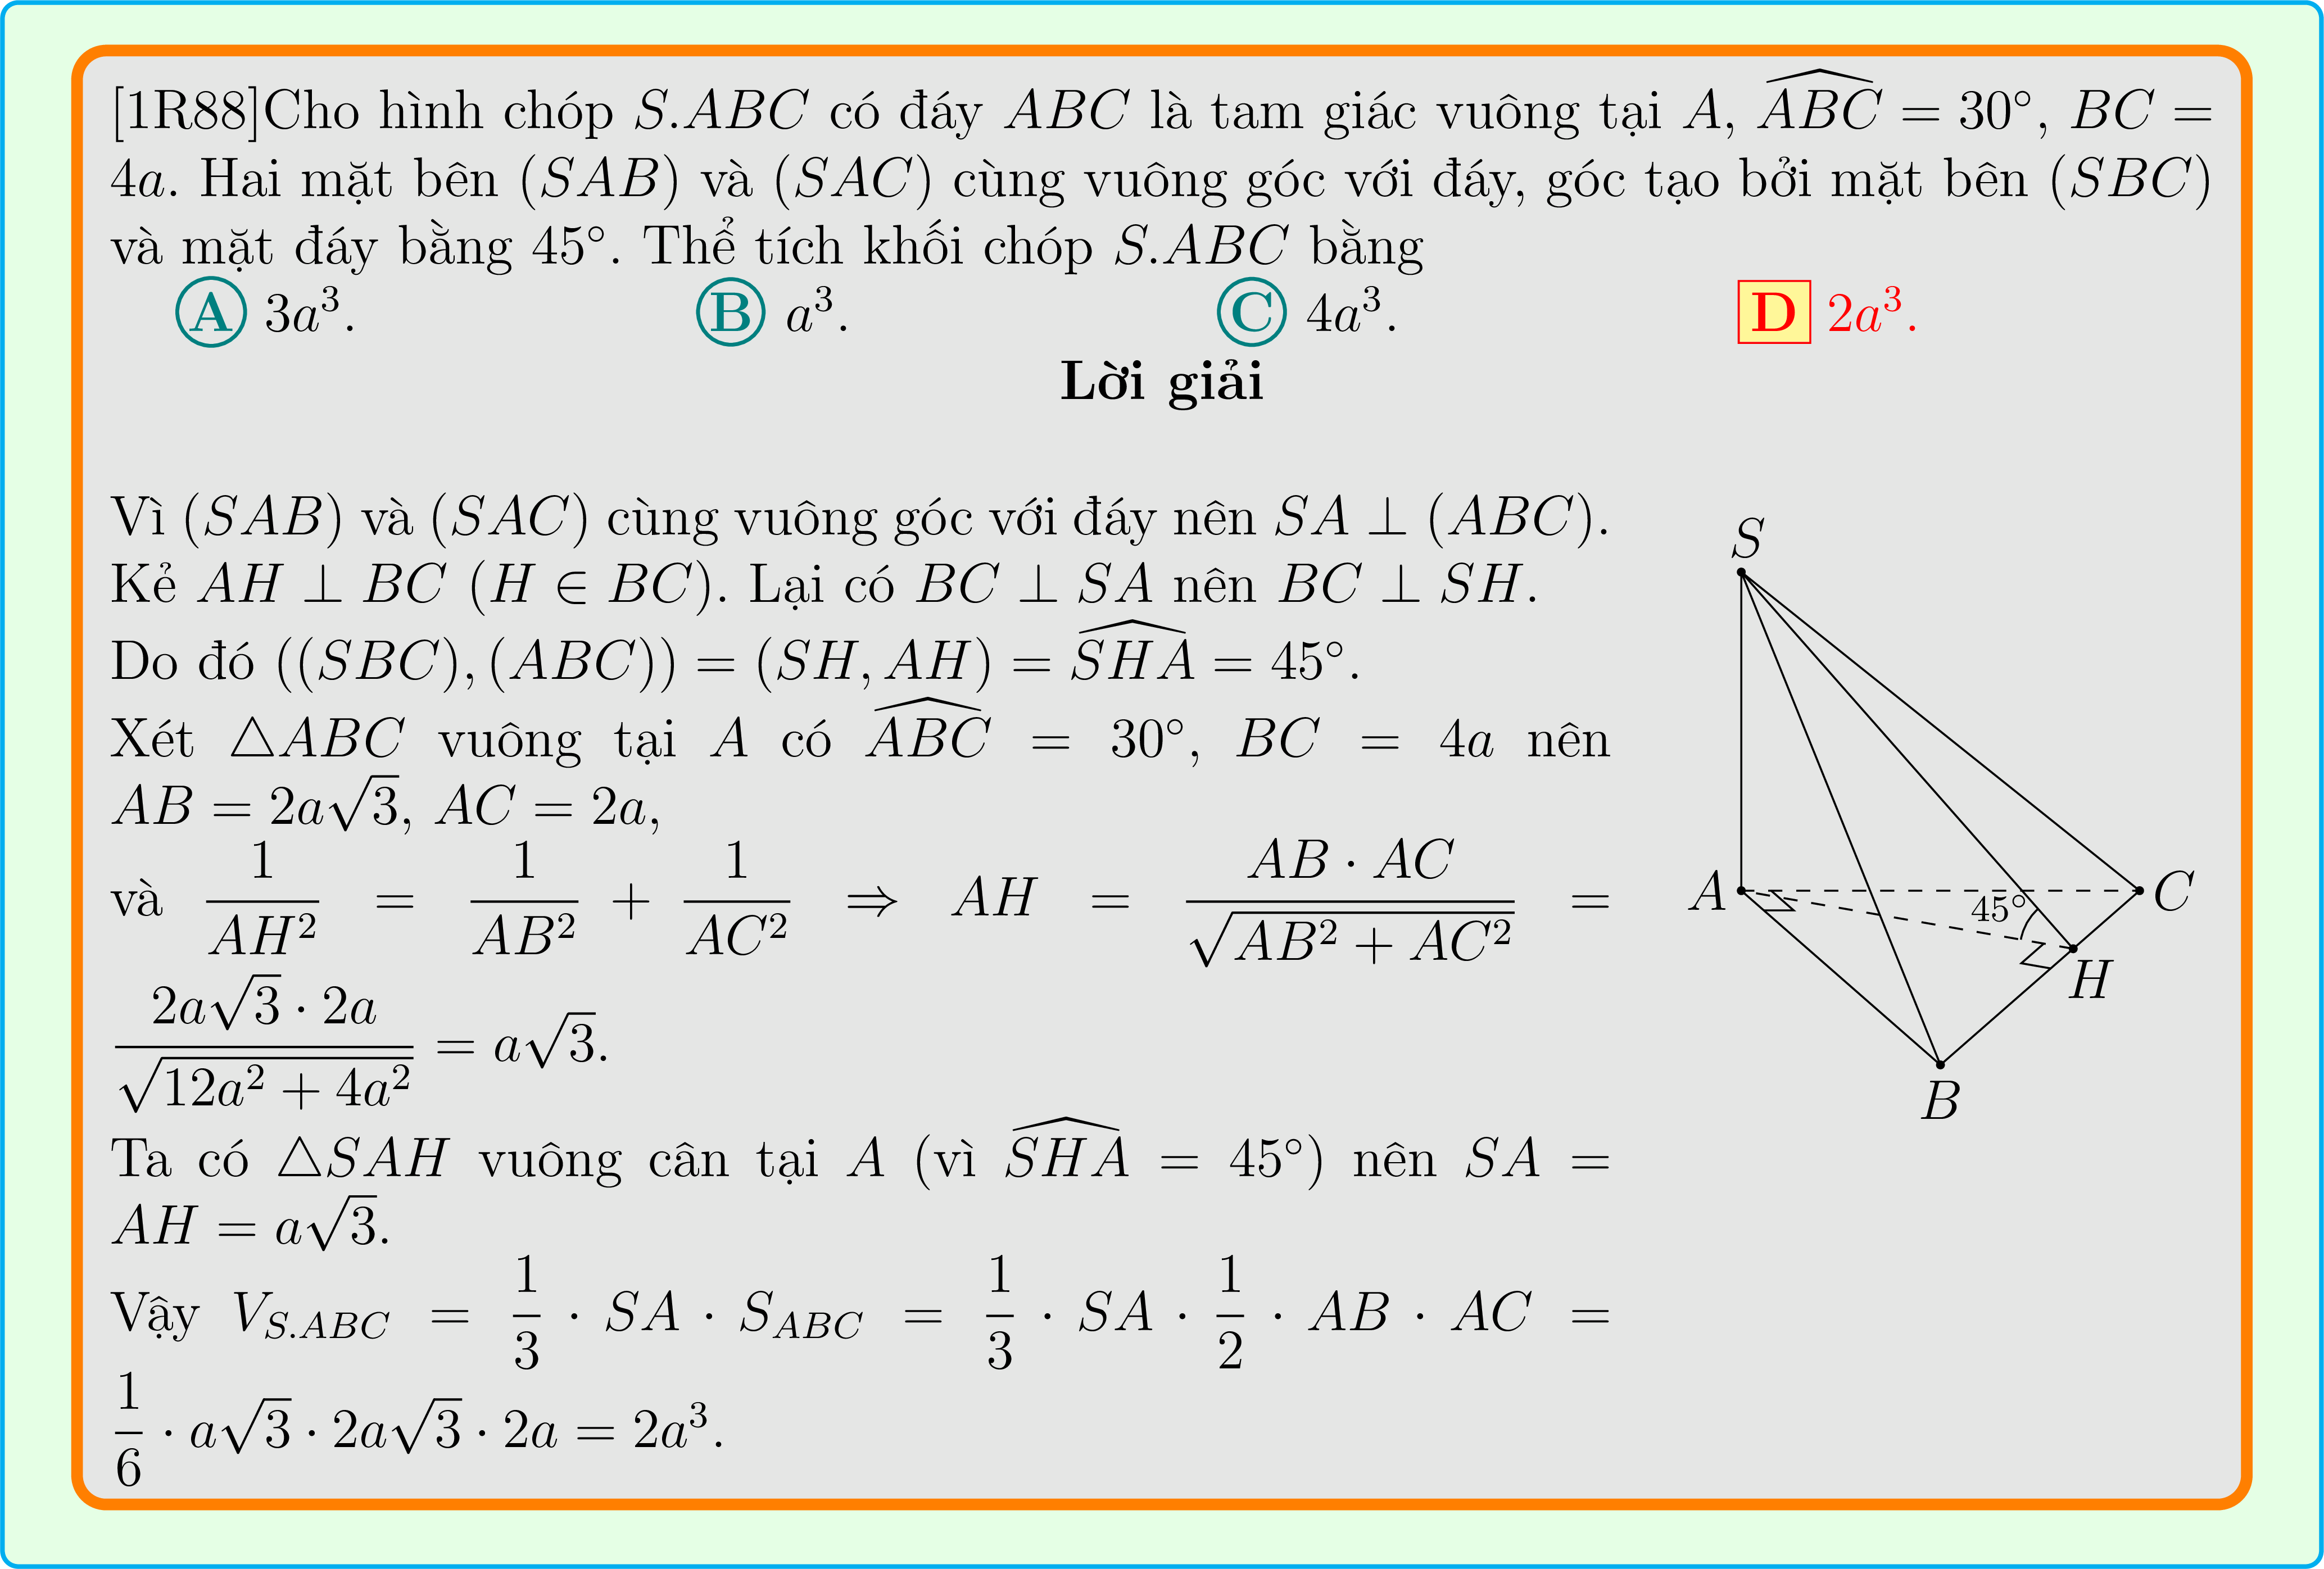 [1R88]Cho hình chóp $S.ABC$ có đáy $ABC$ là tam giác vuông tại $A$, $\widehat{ABC} = 30^\circ$, $BC =$
$4a$. Hai mặt bên $(SAB)$ và $(SAC)$ cùng vuông góc với đáy, góc tạo bởi mặt bên $(SBC)$
và mặt đáy bằng $45^\circ$. Thể tích khối chóp $S.ABC$ bằng
A $3a^3$. B $a^3$. C $4a^3$. D $2a^3$.
Lời giải
Vì $(SAB)$ và $(SAC)$ cùng vuông góc với đáy nên $SA \perp (ABC)$.
Kẻ $AH \perp BC$ $(H \in BC)$. Lại có $BC \perp SA$ nên $BC \perp SH$.
Do đó $((SBC), (ABC)) = (SH, AH) = \widehat{SHA} = 45^\circ$.
Xét $\triangle ABC$ vuông tại $A$ có $\widehat{ABC} = 30^\circ$, $BC = 4a$ nên
$AB = 2a\sqrt{3}$, $AC = 2a$,
và $\frac{1}{AH^2} = \frac{1}{AB^2} + \frac{1}{AC^2} \Rightarrow AH = \frac{AB \cdot AC}{\sqrt{AB^2 + AC^2}} =$
$\frac{2a\sqrt{3} \cdot 2a}{\sqrt{12a^2 + 4a^2}} = a\sqrt{3}$.
Ta có $\triangle SAH$ vuông cân tại $A$ (vì $\widehat{SHA} = 45^\circ$) nên $SA =$
$AH = a\sqrt{3}$.
Vậy $V_{S.ABC} = \frac{1}{3} \cdot SA \cdot S_{ABC} = \frac{1}{3} \cdot SA \cdot \frac{1}{2} \cdot AB \cdot AC =$
$\frac{1}{6} \cdot a\sqrt{3} \cdot 2a\sqrt{3} \cdot 2a = 2a^3$.
S
A
45°
C
H
B